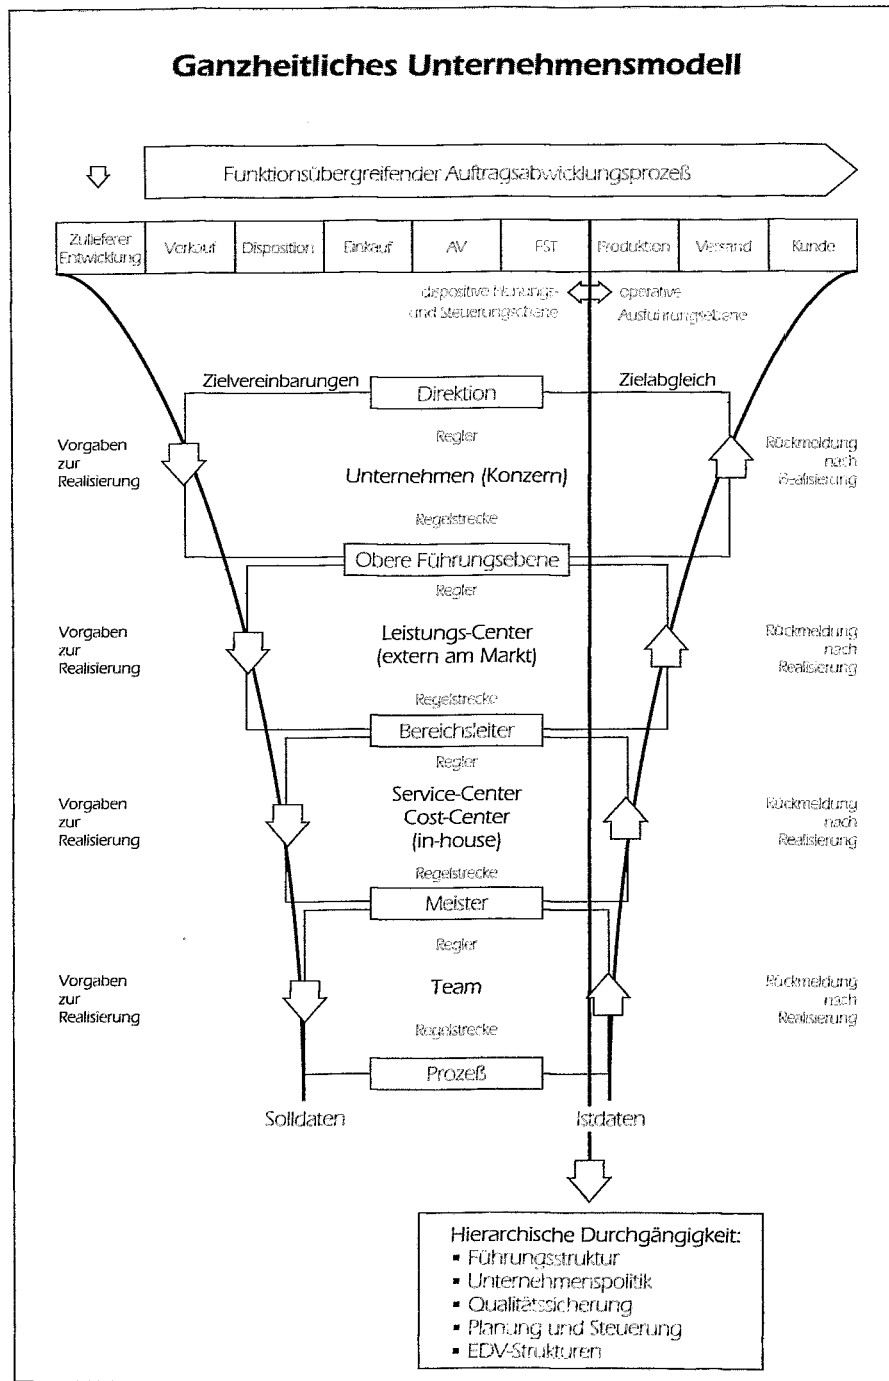 Ganzheitliches Unternehmensmodell
Funktionsübergreifender Auftragsabwicklungsprozeß
Zulieferer
Entwicklung
Verkauf
Disposition
Einkauf
AV
FST
Produktion
Versand
Kunde
dispositive Planungs-
und Steuerungsebene
operative
Ausführungsebene
Zielvereinbarungen
Direktion
Zielabgleich
Regler
Vorgaben
zur
Realisierung
Unternehmen (Konzern)
Rückmeldung
nach
Realisierung
Regelstrecke
Obere Führungsebene
Regler
Vorgaben
zur
Realisierung
Leistungs-Center
(extern am Markt)
Rückmeldung
nach
Realisierung
Regelstrecke
Bereichsleiter
Regler
Vorgaben
zur
Realisierung
Service-Center
Cost-Center
(in-house)
Rückmeldung
nach
Realisierung
Regelstrecke
Meister
Regler
Vorgaben
zur
Realisierung
Team
Rückmeldung
nach
Realisierung
Regelstrecke
Prozeß
Solldaten
Istdaten
Hierarchische Durchgängigkeit:
▪ Führungsstruktur
▪ Unternehmenspolitik
▪ Qualitätssicherung
▪ Planung und Steuerung
▪ EDV-Strukturen